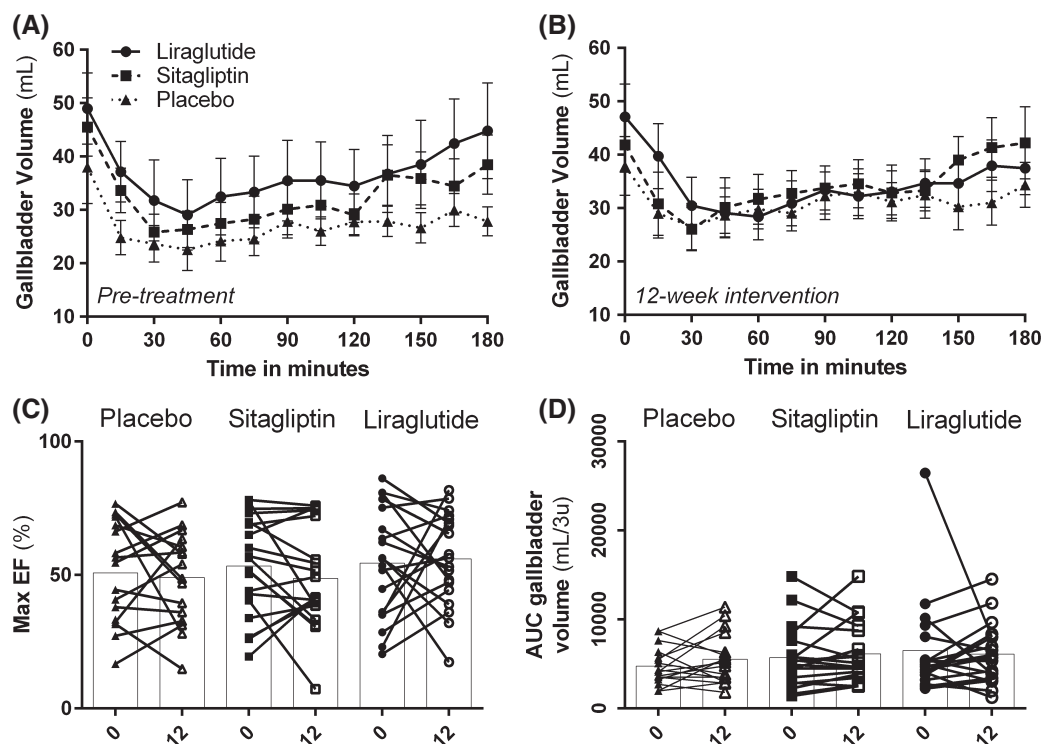 (A)
60
50
40
30
20
10
Gallbladder Volume (mL)
Liraglutide
Sitagliptin
Placebo
Pre-treatment
0 30 60 90 120 150 180
Time in minutes
(B)
60
50
40
30
20
10
Gallbladder Volume (mL)
12-week intervention
0 30 60 90 120 150 180
Time in minutes
(C)
Placebo Sitagliptin Liraglutide
100
50
0
Max EF (%)
0 12 0 12 0 12
(D)
Placebo Sitagliptin Liraglutide
30000
20000
10000
0
AUC gallbladder
volume (mL/3u)
0 12 0 12 0 12